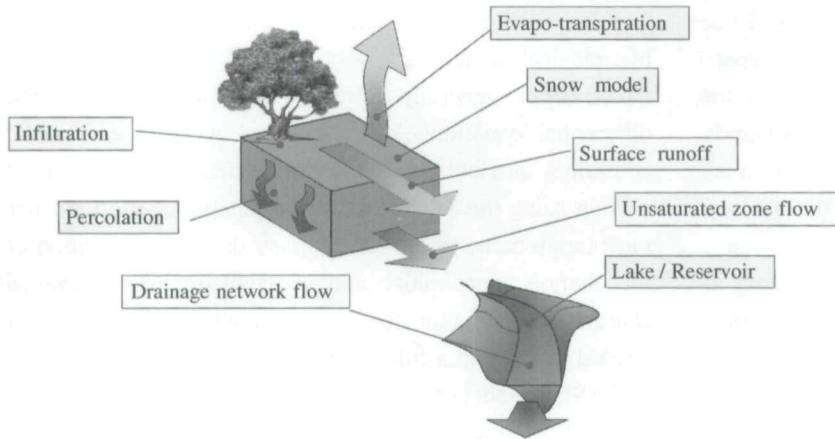 Evapo-transpiration
Snow model
Infiltration
Surface runoff
Percolation
Unsaturated zone flow
Lake / Reservoir
Drainage network flow